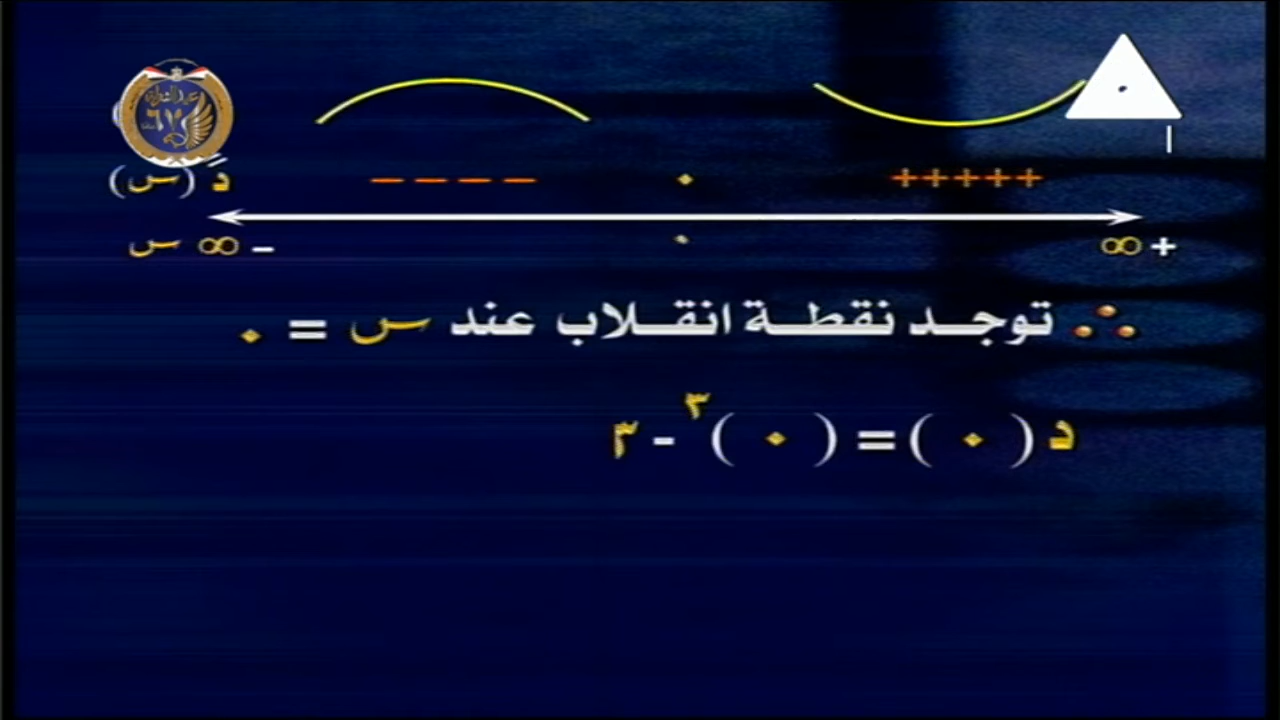 دً (س) − − − − ٠ +++++
س − ∞ ٠ + ∞
∴ توجد نقطة انقلاب عند س = ٠
د ( ٠ ) = ( ٠ )^٣ - ٣